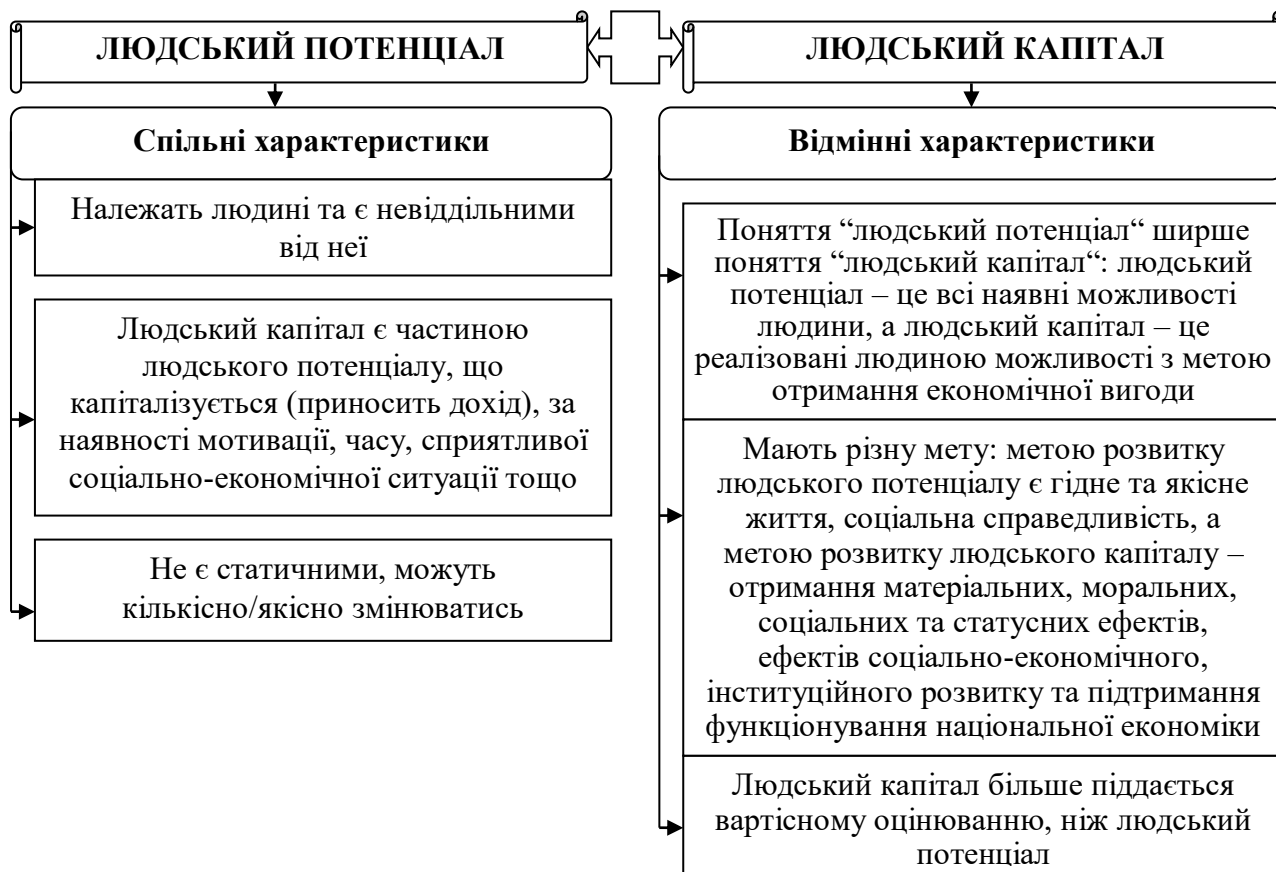 ЛЮДСЬКИЙ ПОТЕНЦІАЛ
ЛЮДСЬКИЙ КАПІТАЛ
Спільні характеристики
Належать людині та є невіддільними
від неї
Людський капітал є частиною
людського потенціалу, що
капіталізується (приносить дохід), за
наявності мотивації, часу, сприятливої
соціально-економічної ситуації тощо
Не є статичними, можуть
кількісно/якісно змінюватись
Відмінні характеристики
Поняття “людський потенціал“ ширше
поняття “людський капітал“: людський
потенціал – це всі наявні можливості
людини, а людський капітал – це
реалізовані людиною можливості з метою
отримання економічної вигоди
Мають різну мету: метою розвитку
людського потенціалу є гідне та якісне
життя, соціальна справедливість, а
метою розвитку людського капіталу –
отримання матеріальних, моральних,
соціальних та статусних ефектів,
ефектів соціально-економічного,
інституційного розвитку та підтримання
функціонування національної економіки
Людський капітал більше піддається
вартісному оцінюванню, ніж людський
потенціал